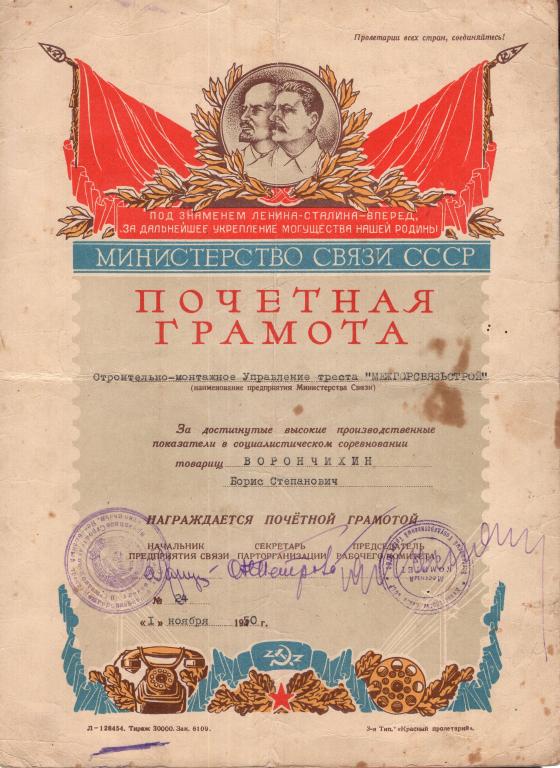 Пролетарии всех стран, соединяйтесь!
ПОД ЗНАМЕНЕМ ЛЕНИНА-СТАЛИНА-ВПЕРЕД,
ЗА ДАЛЬНЕЙШЕЕ УКРЕПЛЕНИЕ МОГУЩЕСТВА НАШЕЙ РОДИНЫ
МИНИСТЕРСТВО СВЯЗИ СССР
ПОЧЕТНАЯ
ГРАМОТА
Строительно-монтажное Управление треста "МЕЖГОРСВЯЗЬСТРОЙ"
(наименование предприятия Министерства Связи)
За достигнутые высокие производственные
показатели в социалистическом соревновании
товарищ ВОРОНЧИХИН
Борис Степанович
НАГРАЖДАЕТСЯ ПОЧЁТНОЙ ГРАМОТОЙ
НАЧАЛЬНИК СЕКРЕТАРЬ ПРЕДСЕДАТЕЛЬ
ПРЕДПРИЯТИЯ СВЯЗИ ПАРТОРГАНИЗАЦИИ РАБОЧЕГО КОМИТЕТА
№ 24
«I» ноября 1950 г.
Л-128454. Тираж 30000. Зак. 6109. 3-я Тип. "Красный пролетарий".